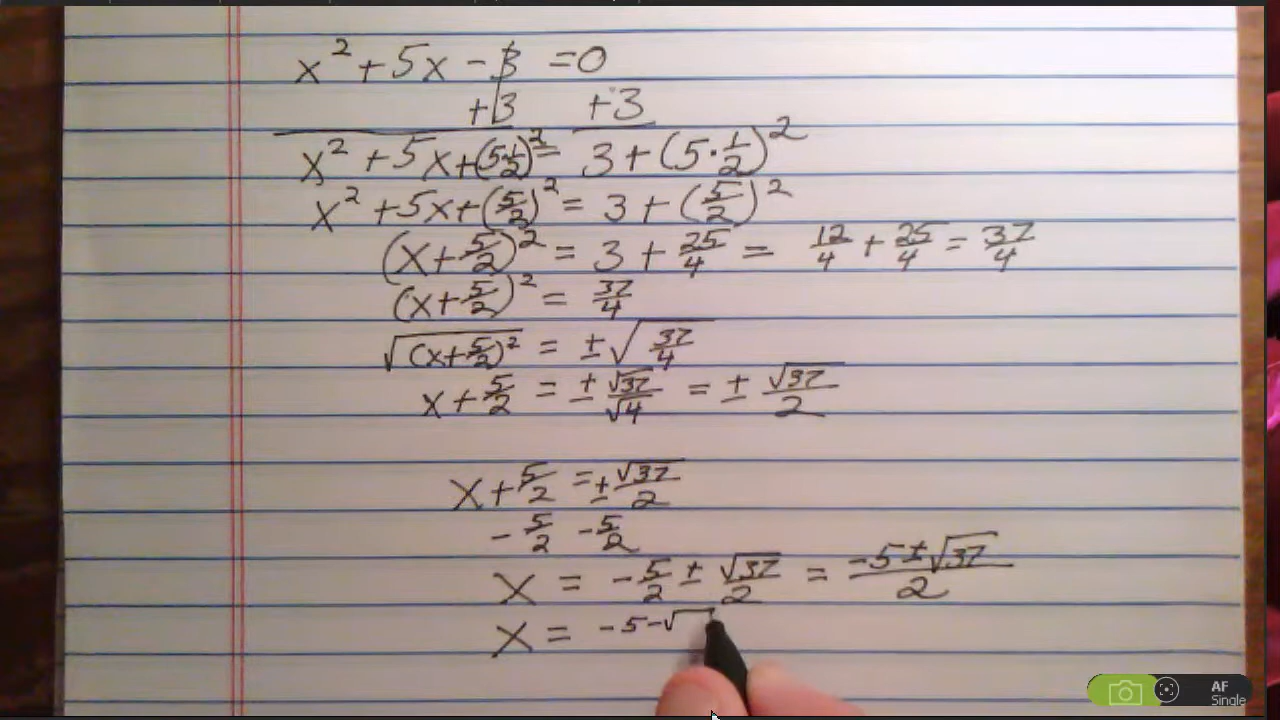 x² + 5x - 3 = 0
+3 +3
x² + 5x + (5·1/2)² = 3 + (5·1/2)²
x² + 5x + (5/2)² = 3 + (5/2)²
(x + 5/2)² = 3 + 25/4 = 12/4 + 25/4 = 37/4
(x + 5/2)² = 37/4
√(x + 5/2)² = ± √37/4
x + 5/2 = ± √37/√4 = ± √37/2
x + 5/2 = ± √37/2
- 5/2 - 5/2
x = - 5/2 ± √37/2 = -5 ± √37/2
x = -5 - √
AF
Single